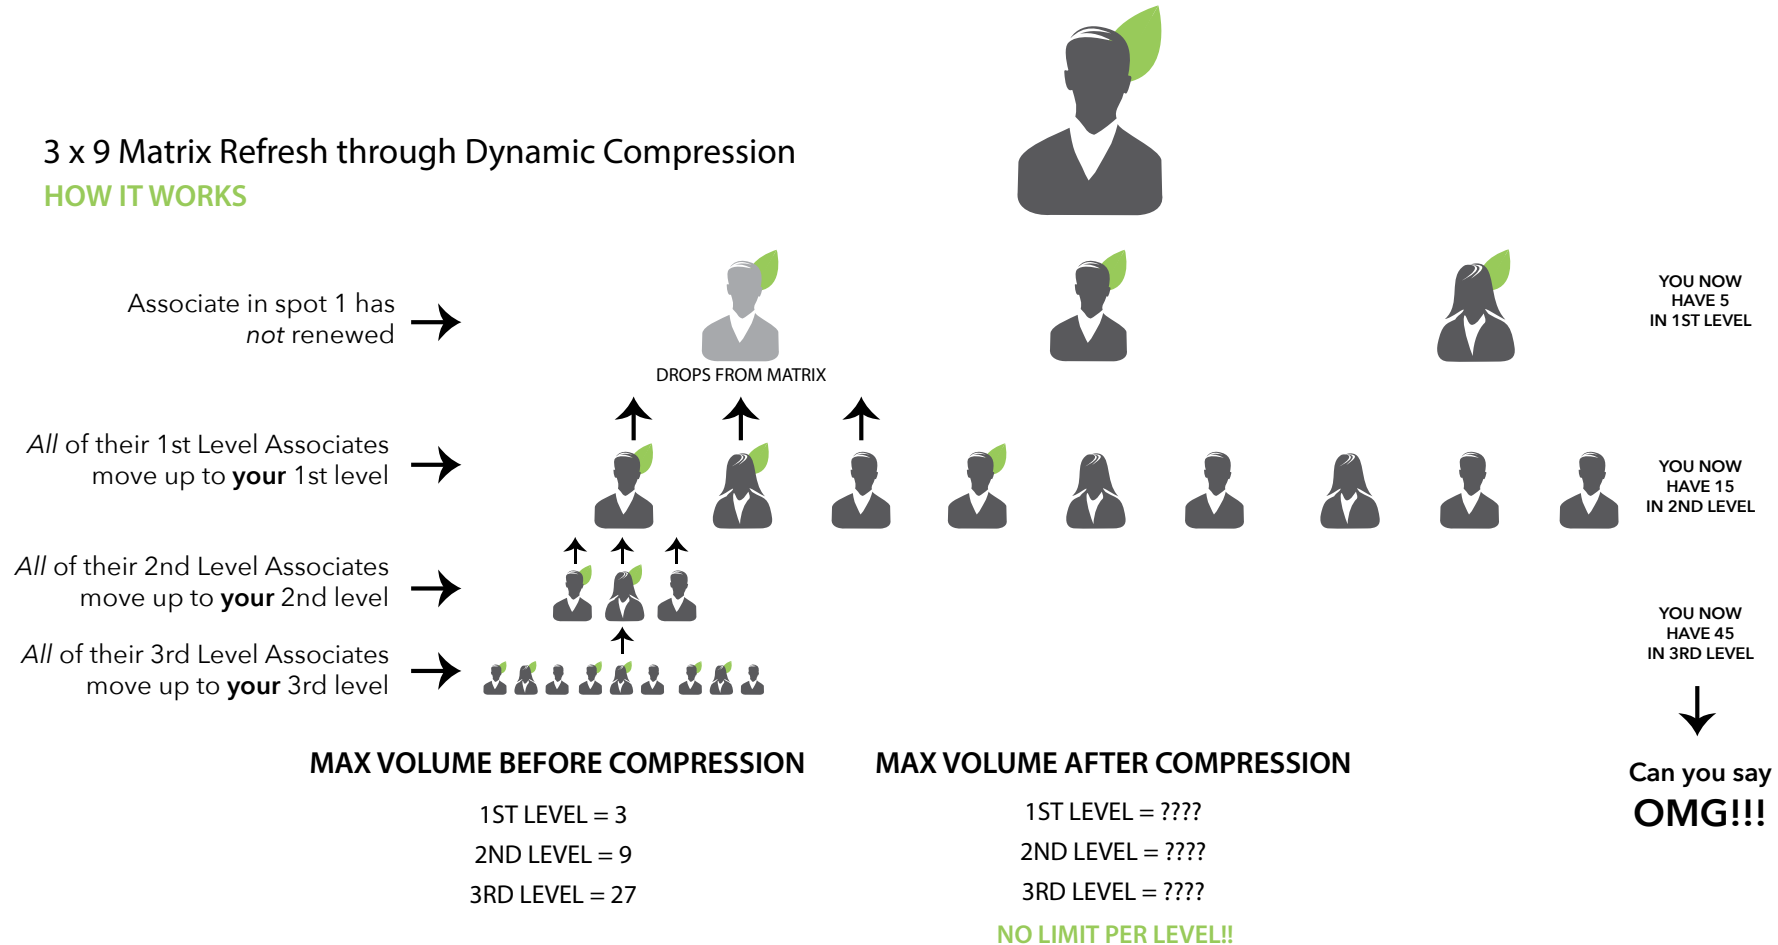 3 x 9 Matrix Refresh through Dynamic Compression
HOW IT WORKS
Associate in spot 1 has
not renewed
DROPS FROM MATRIX
YOU NOW
HAVE 5
IN 1ST LEVEL
All of their 1st Level Associates
move up to your 1st level
YOU NOW
HAVE 15
IN 2ND LEVEL
All of their 2nd Level Associates
move up to your 2nd level
YOU NOW
HAVE 45
IN 3RD LEVEL
All of their 3rd Level Associates
move up to your 3rd level
MAX VOLUME BEFORE COMPRESSION
1ST LEVEL = 3
2ND LEVEL = 9
3RD LEVEL = 27
MAX VOLUME AFTER COMPRESSION
1ST LEVEL = ????
2ND LEVEL = ????
3RD LEVEL = ????
NO LIMIT PER LEVEL!!
Can you say
OMG!!!